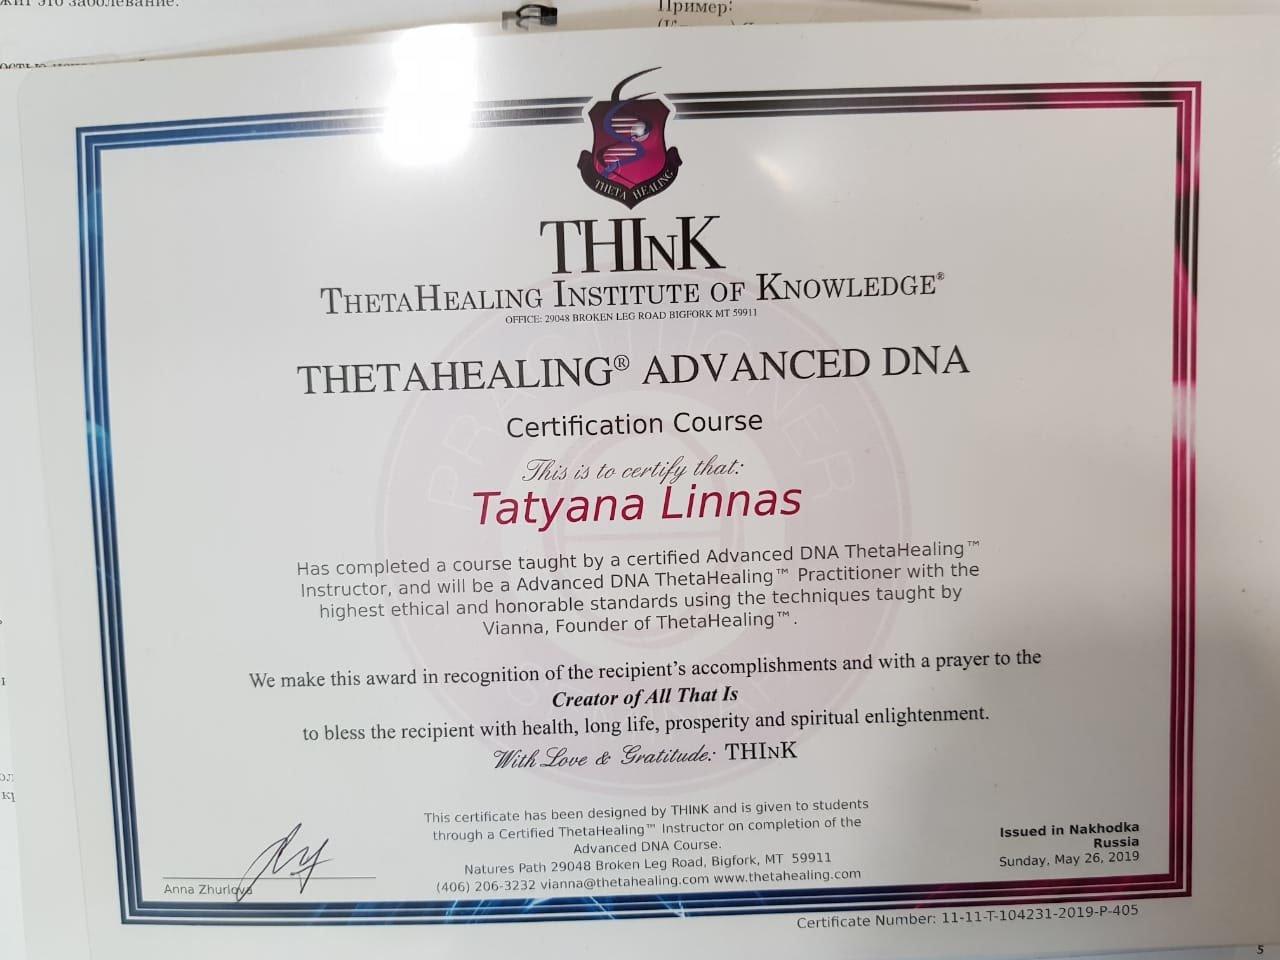 жит это заболевание.
Пример:
THETA HEALING
THInK
ThetaHealing Institute of Knowledge®
OFFICE: 29048 BROKEN LEG ROAD BIGFORK MT 59911
THETAHEALING® ADVANCED DNA
Certification Course
This is to certify that:
Tatyana Linnas
Has completed a course taught by a certified Advanced DNA ThetaHealing™
Instructor, and will be a Advanced DNA ThetaHealing™ Practitioner with the
highest ethical and honorable standards using the techniques taught by
Vianna, Founder of ThetaHealing™.
We make this award in recognition of the recipient's accomplishments and with a prayer to the
Creator of All That Is
to bless the recipient with health, long life, prosperity and spiritual enlightenment.
With Love & Gratitude: THInK
This certificate has been designed by THINK and is given to students
through a Certified ThetaHealing™ Instructor on completion of the
Advanced DNA Course.
Natures Path 29048 Broken Leg Road, Bigfork, MT 59911
(406) 206-3232 vianna@thetahealing.com www.thetahealing.com
Anna Zhurlova
Issued in Nakhodka
Russia
Sunday, May 26, 2019
Certificate Number: 11-11-T-104231-2019-P-405
PRACTITIONER
5